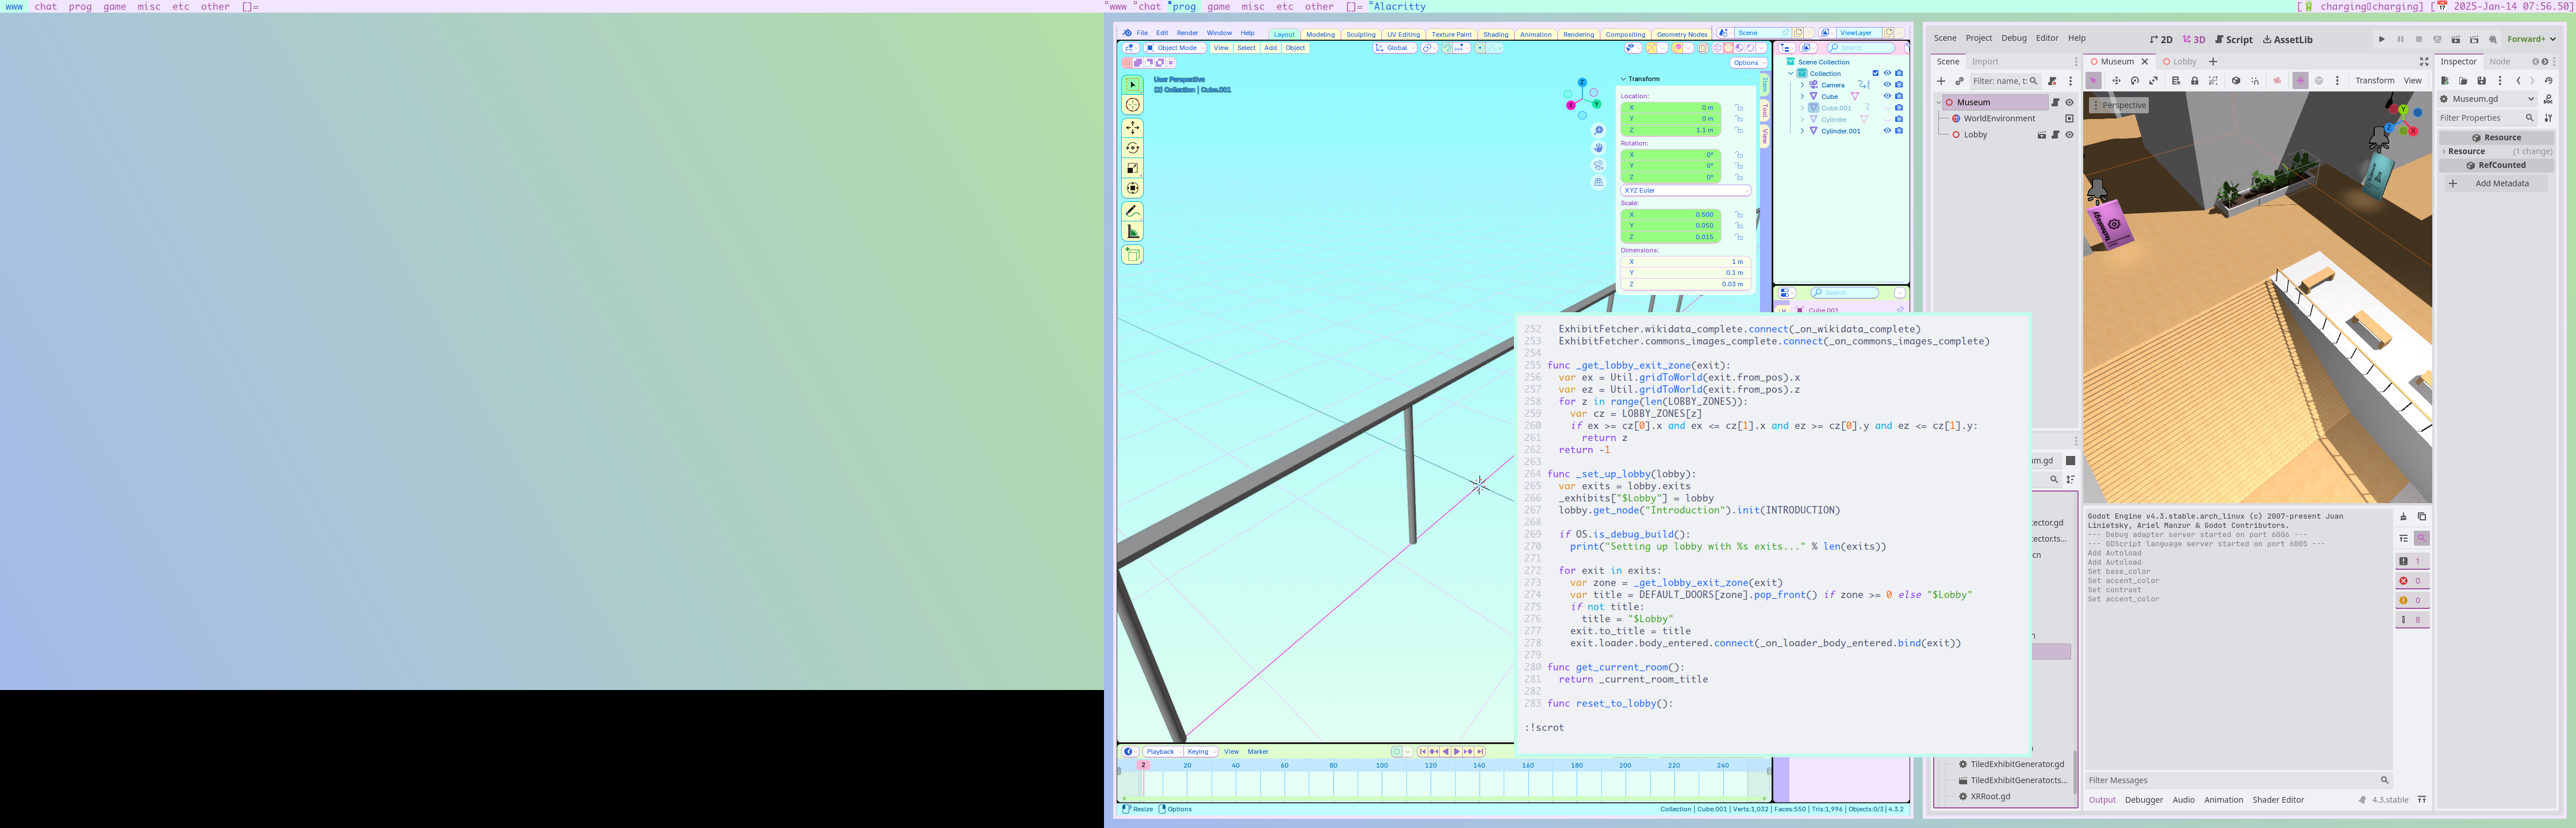 www chat prog game misc etc other []=
www chat prog game misc etc other []= Alacritty
[ charging charging] [ 2025-Jan-14 07:56.50]
File Edit Render Window Help
Layout Modeling Sculpting UV Editing Texture Paint Shading Animation Rendering Compositing Geometry Nodes
Scene
ViewLayer
Object Mode View Select Add Object
Global
Options
User Perspective
(2) Collection | Cube.001
Transform
Location:
X 0 m
Y 0 m
Z 1.1 m
Rotation:
X 0°
Y 0°
Z 0°
XYZ Euler
Scale:
X 0.500
Y 0.050
Z 0.015
Dimensions:
X 1 m
Y 0.1 m
Z 0.03 m
Item
Tool
View
X
Y
Z
Search
Scene Collection
Collection
Camera
Cube
Cube.001
Cylinder
Cylinder.001
Search
Cube.001
252 ExhibitFetcher.wikidata_complete.connect(_on_wikidata_complete)
253 ExhibitFetcher.commons_images_complete.connect(_on_commons_images_complete)
254
255 func _get_lobby_exit_zone(exit):
256 var ex = Util.gridToWorld(exit.from_pos).x
257 var ez = Util.gridToWorld(exit.from_pos).z
258 for z in range(len(LOBBY_ZONES)):
259 var cz = LOBBY_ZONES[z]
260 if ex >= cz[0].x and ex <= cz[1].x and ez >= cz[0].y and ez <= cz[1].y:
261 return z
262 return -1
263
264 func _set_up_lobby(lobby):
265 var exits = lobby.exits
266 _exhibits["$Lobby"] = lobby
267 lobby.get_node("Introduction").init(INTRODUCTION)
268
269 if OS.is_debug_build():
270 print("Setting up lobby with %s exits..." % len(exits))
271
272 for exit in exits:
273 var zone = _get_lobby_exit_zone(exit)
274 var title = DEFAULT_DOORS[zone].pop_front() if zone >= 0 else "$Lobby"
275 if not title:
276 title = "$Lobby"
277 exit.to_title = title
278 exit.loader.body_entered.connect(_on_loader_body_entered.bind(exit))
279
280 func get_current_room():
281 return _current_room_title
282
283 func reset_to_lobby():
:!scrot
Playback Keying View Marker
2 20 40 60 80 100 120 140 160 180 200 220 240
Resize Options
Collection | Cube.001 | Verts:1,032 | Faces:550 | Tris:1,996 | Objects:0/3 | 4.3.2
Scene Project Debug Editor Help
2D 3D Script AssetLib
Forward+
Scene Import
Filter: name, t:
Museum
WorldEnvironment
Lobby
Museum Lobby
Transform View
Perspective
Y
X
Z
Technology
um.gd
ector.gd
ector.ts...
cn
TiledExhibitGenerator.gd
TiledExhibitGenerator.ts...
XRRoot.gd
Godot Engine v4.3.stable.arch_linux (c) 2007-present Juan
Linietsky, Ariel Manzur & Godot Contributors.
--- Debug adapter server started on port 6006 ---
--- GDScript language server started on port 6005 ---
Add Autoload
Add Autoload
Set base_color
Set accent_color
Set contrast
Set accent_color
1
0
0
8
Filter Messages
Output Debugger Audio Animation Shader Editor
4.3.stable
Inspector Node
Museum.gd
Filter Properties
Resource
Resource (1 change)
RefCounted
Add Metadata